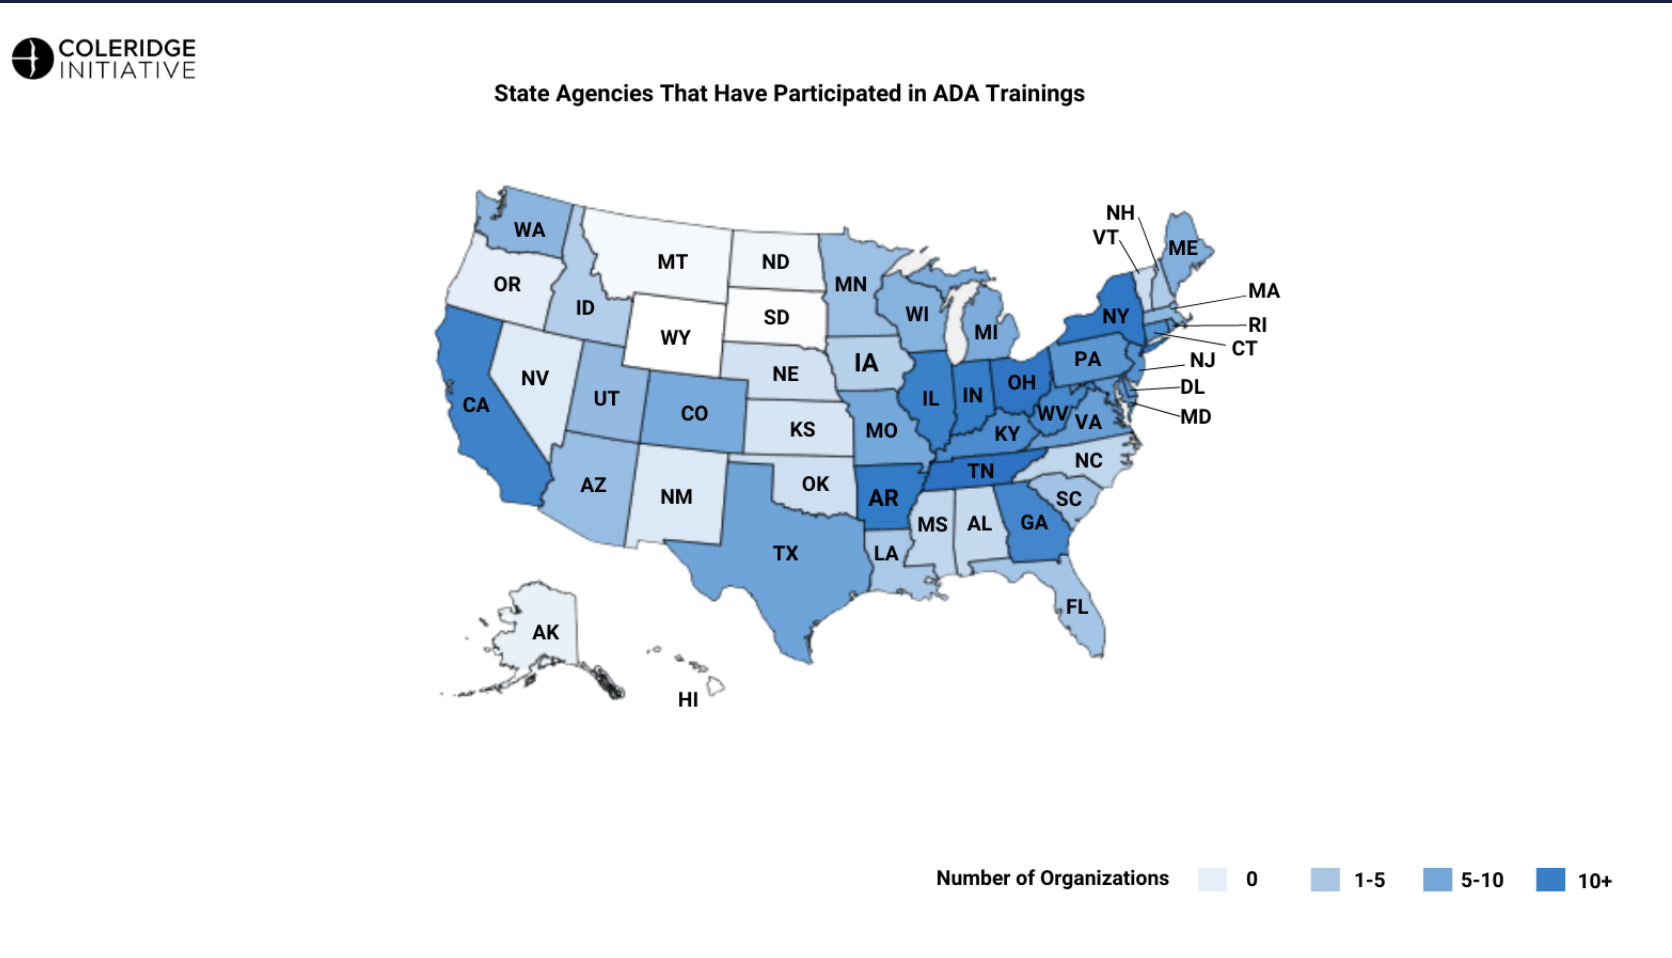 COLERIDGE
INITIATIVE
State Agencies That Have Participated in ADA Trainings
NH
VT
ME
WA
MT
ND
MN
OR
ID
SD
WI
MI
NY
MA
RI
CT
WY
IA
PA
NJ
NV
NE
OH
DL
UT
CO
IL
IN
WV
VA
MD
CA
KS
MO
KY
NC
AZ
NM
OK
AR
TN
SC
MS
AL
GA
TX
LA
FL
AK
HI
Number of Organizations 0 1-5 5-10 10+